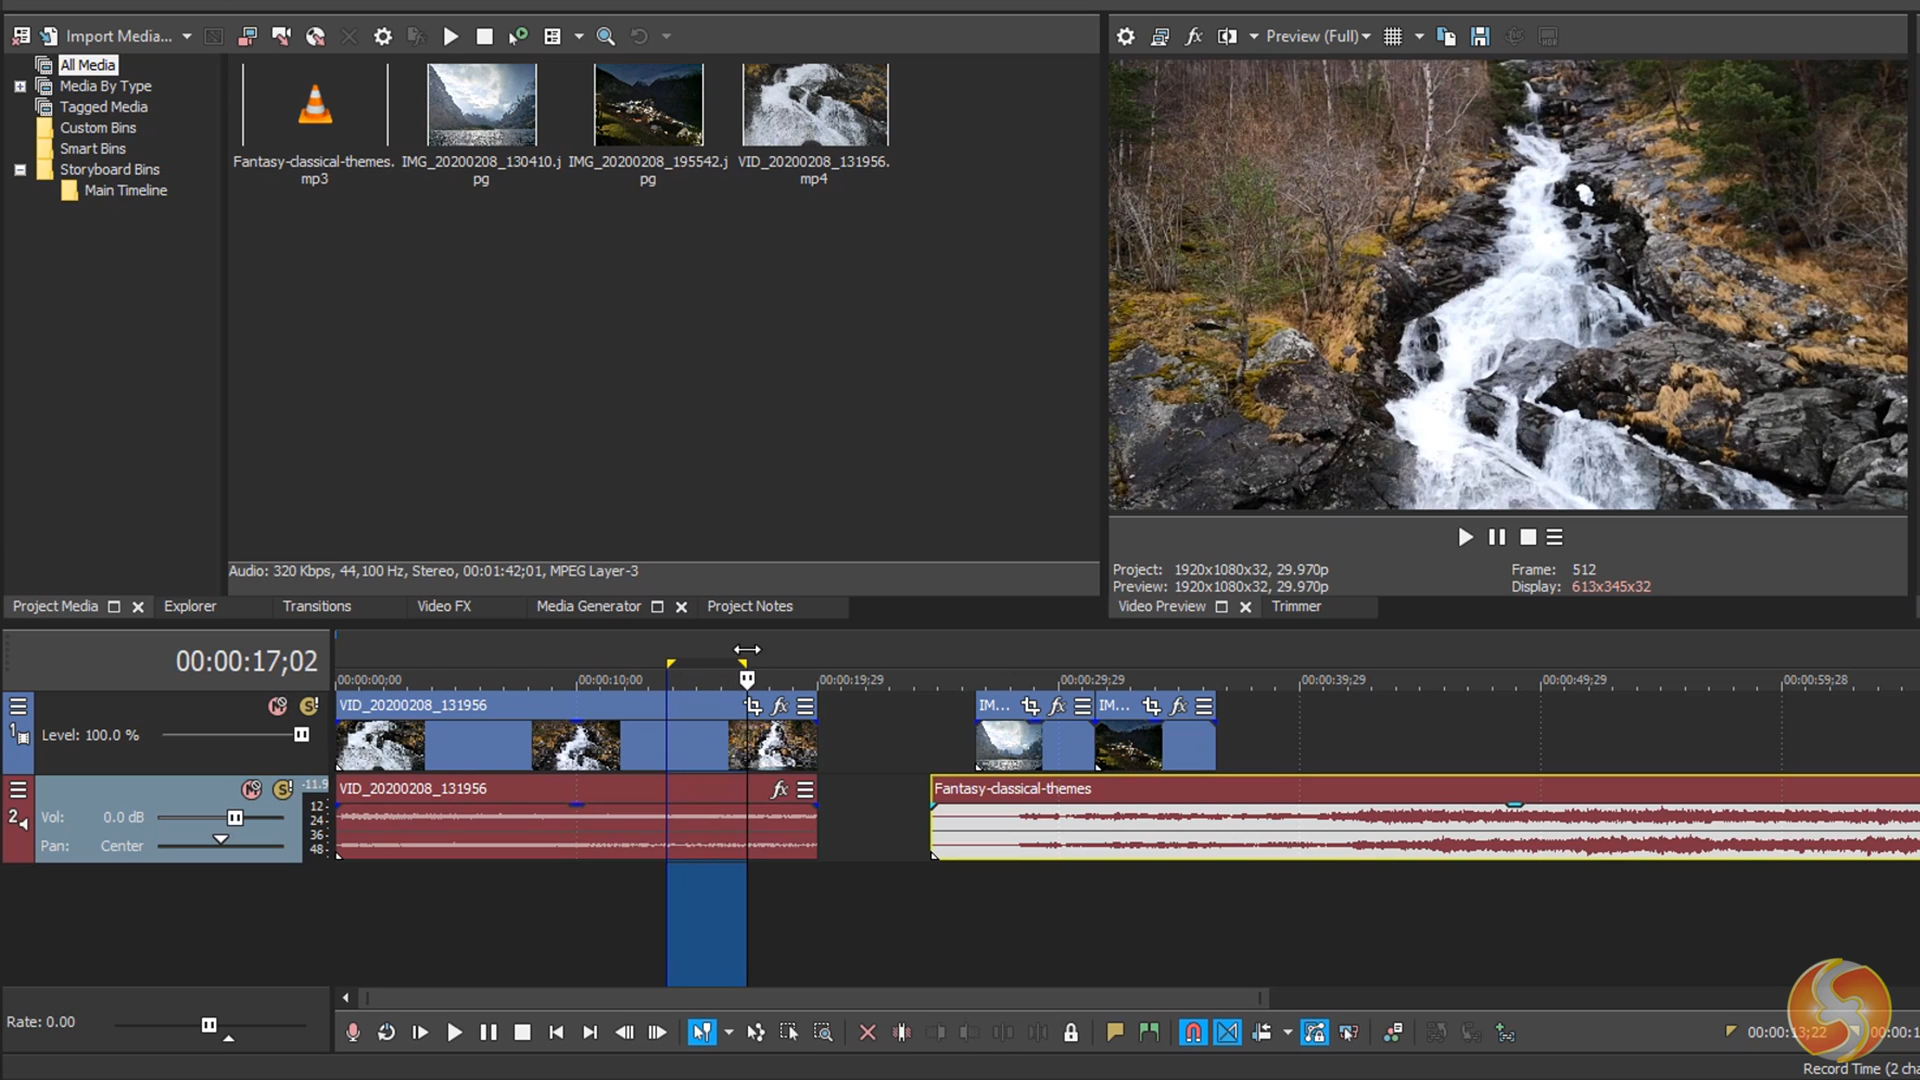 Import Media...
Preview (Full)
All Media
Media By Type
Tagged Media
Custom Bins
Smart Bins
Storyboard Bins
Main Timeline
Fantasy-classical-themes.
mp3
IMG_20200208_130410.j
pg
IMG_20200208_195542.j
pg
VID_20200208_131956.
mp4
Audio: 320 Kbps, 44,100 Hz, Stereo, 00:01:42;01, MPEG Layer-3
Project: 1920x1080x32, 29.970p
Preview: 1920x1080x32, 29.970p
Frame: 512
Display: 613x345x32
Project Media
Explorer
Transitions
Video FX
Media Generator
Project Notes
Video Preview
Trimmer
00:00:17;02
00:00:00;00
00:00:10;00
00:00:19;29
00:00:29;29
00:00:39;29
00:00:49;29
00:00:59;28
1
Level: 100.0 %
VID_20200208_131956
IM...
IM...
2
Vol: 0.0 dB
Pan: Center
-11.9
12
24
36
48
VID_20200208_131956
Fantasy-classical-themes
Rate: 0.00
00:00:13;22
00:00:1
Record Time (2 cha